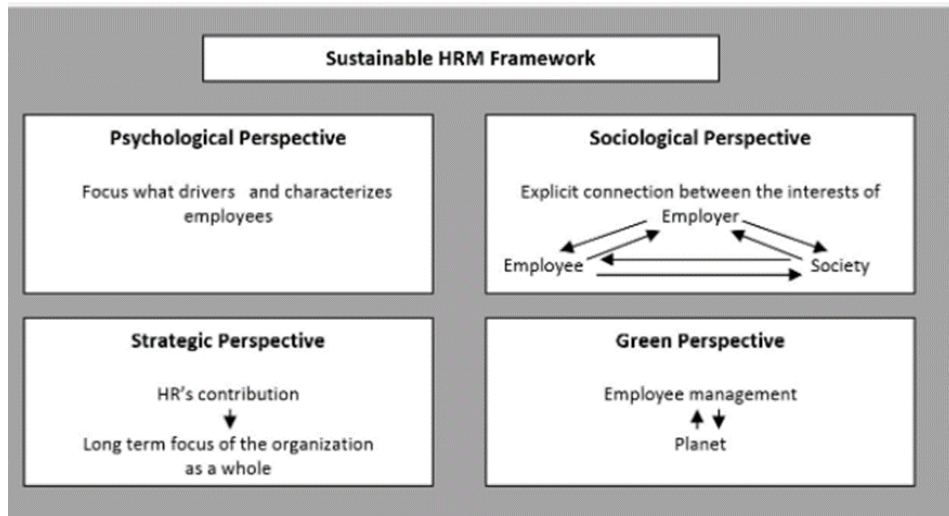 Sustainable HRM Framework
Psychological Perspective
Focus what drivers and characterizes
employees
Sociological Perspective
Explicit connection between the interests of
Employer
Employee
Society
Strategic Perspective
HR's contribution
Long term focus of the organization
as a whole
Green Perspective
Employee management
Planet